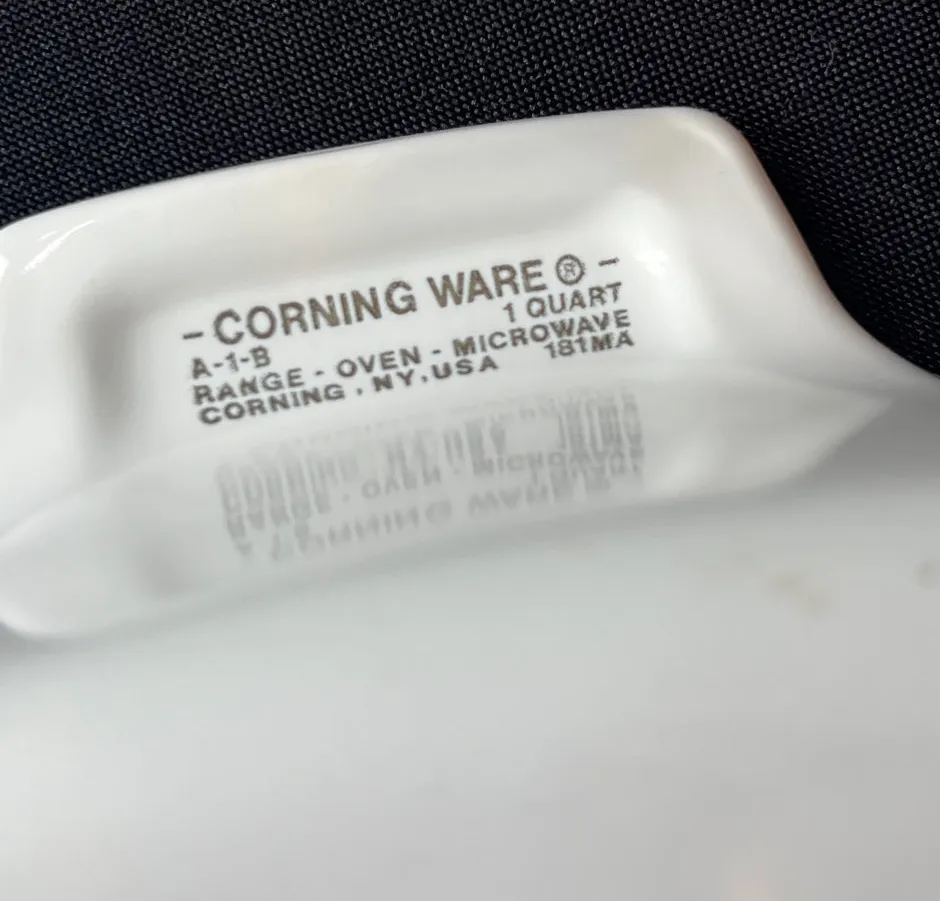 - CORNING WARE ® -
A-1-B 1 QUART
RANGE - OVEN - MICROWAVE
CORNING , NY, USA 181MA